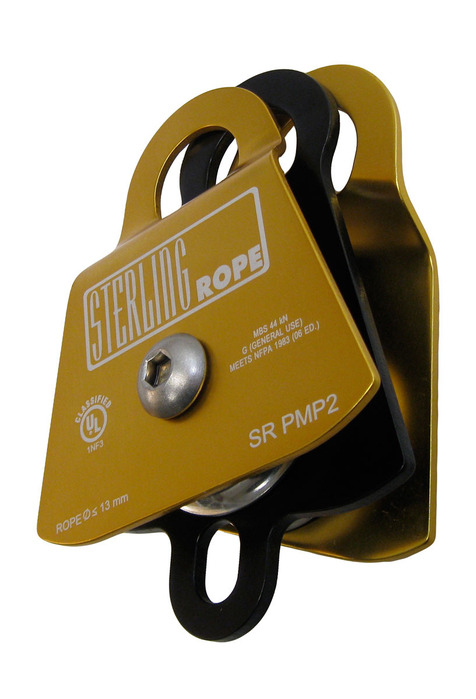 STERLING
ROPE
MBS 44 kN
G (GENERAL USE)
MEETS NFPA 1983 (06 ED.)
CLASSIFIED
UL
1NF3
SR PMP2
ROPE Ø ≤ 13 mm